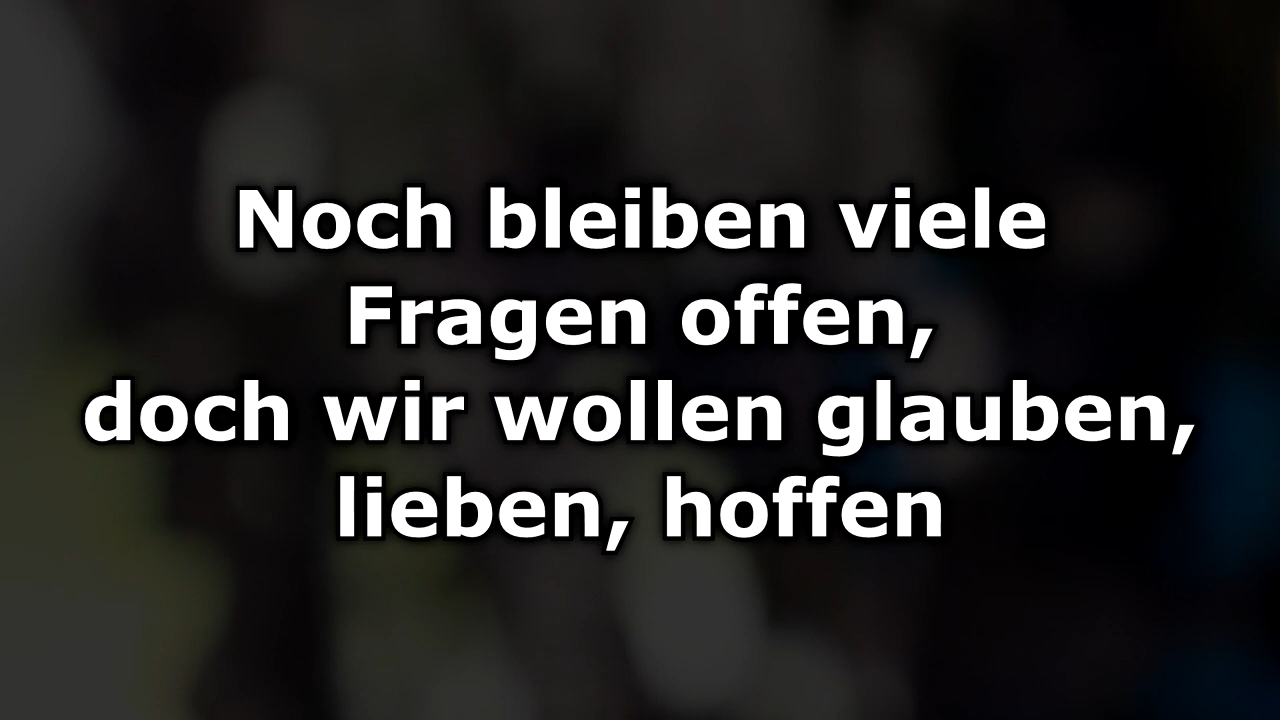 Noch bleiben viele
Fragen offen,
doch wir wollen glauben,
lieben, hoffen